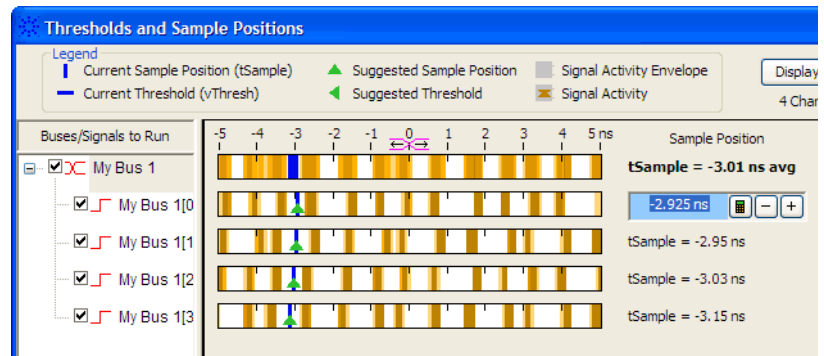 Thresholds and Sample Positions
Legend
Current Sample Position (tSample)
Suggested Sample Position
Signal Activity Envelope
Current Threshold (vThresh)
Suggested Threshold
Signal Activity
Display
4 Chan
Buses/Signals to Run
-5 -4 -3 -2 -1 0 1 2 3 4 5 ns
Sample Position
My Bus 1
tSample = -3.01 ns avg
My Bus 1[0
-2.925 ns
My Bus 1[1
tSample = -2.95 ns
My Bus 1[2
tSample = -3.03 ns
My Bus 1[3
tSample = -3.15 ns